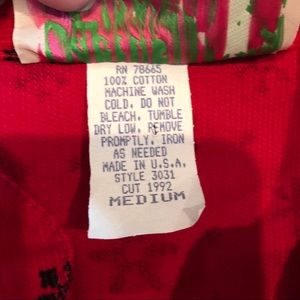 RN 78665
100% COTTON
MACHINE WASH
COLD, DO NOT
BLEACH, TUMBLE
DRY LOW, REMOVE
PROMPTLY, IRON
AS NEEDED
MADE IN U.S.A.
STYLE 3031
CUT 1992
MEDIUM